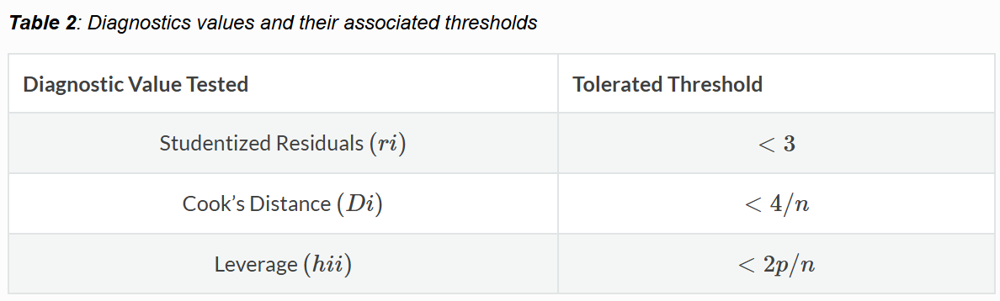 Table 2: Diagnostics values and their associated thresholds
Diagnostic Value Tested Tolerated Threshold
Studentized Residuals (ri) < 3
Cook’s Distance (Di) < 4/n
Leverage (hii) < 2p/n